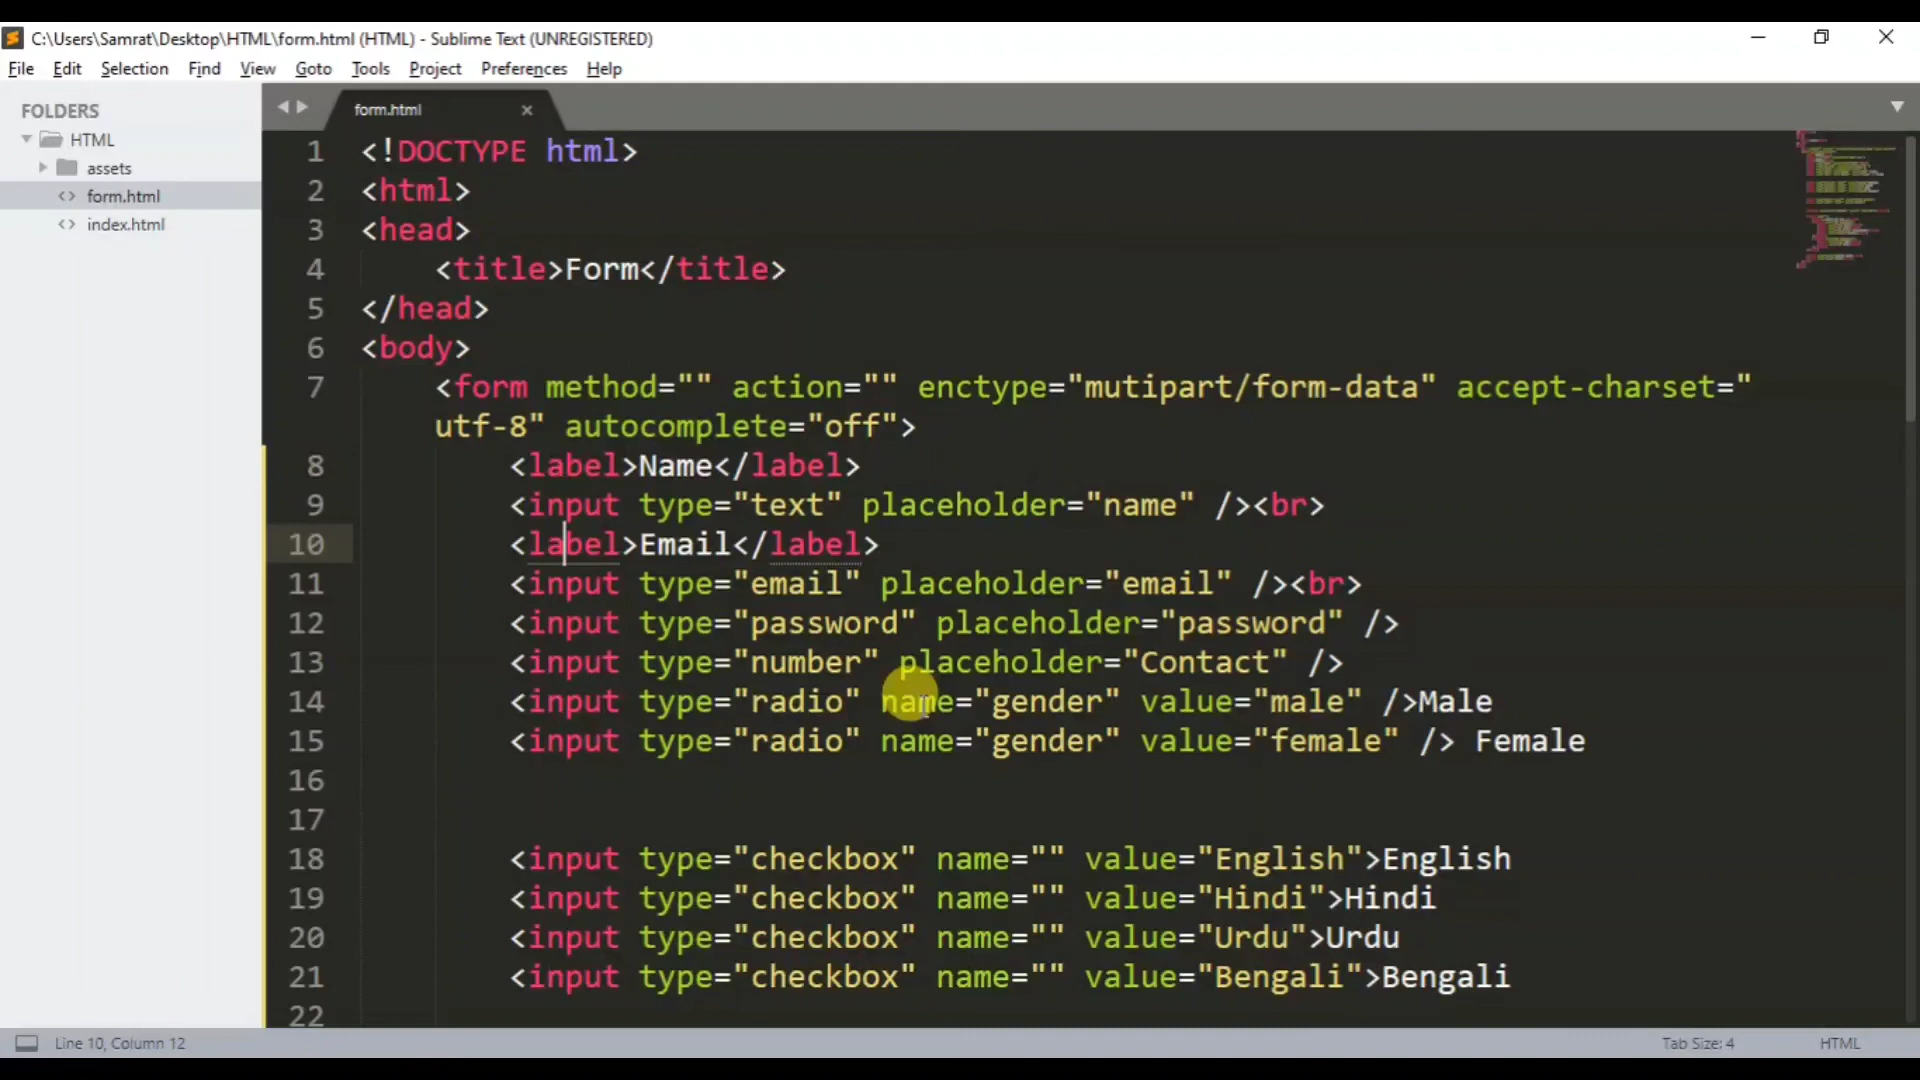 C:\Users\Samrat\Desktop\HTML\form.html (HTML) - Sublime Text (UNREGISTERED)
File Edit Selection Find View Goto Tools Project Preferences Help
FOLDERS
HTML
assets
form.html
index.html
form.html
1 <!DOCTYPE html>
2 <html>
3 <head>
4 <title>Form</title>
5 </head>
6 <body>
7 <form method="" action="" enctype="mutipart/form-data" accept-charset="
utf-8" autocomplete="off">
8 <label>Name</label>
9 <input type="text" placeholder="name" /><br>
10 <label>Email</label>
11 <input type="email" placeholder="email" /><br>
12 <input type="password" placeholder="password" />
13 <input type="number" placeholder="Contact" />
14 <input type="radio" name="gender" value="male" />Male
15 <input type="radio" name="gender" value="female" /> Female
16
17
18 <input type="checkbox" name="" value="English">English
19 <input type="checkbox" name="" value="Hindi">Hindi
20 <input type="checkbox" name="" value="Urdu">Urdu
21 <input type="checkbox" name="" value="Bengali">Bengali
22
Line 10, Column 12
Tab Size: 4
HTML